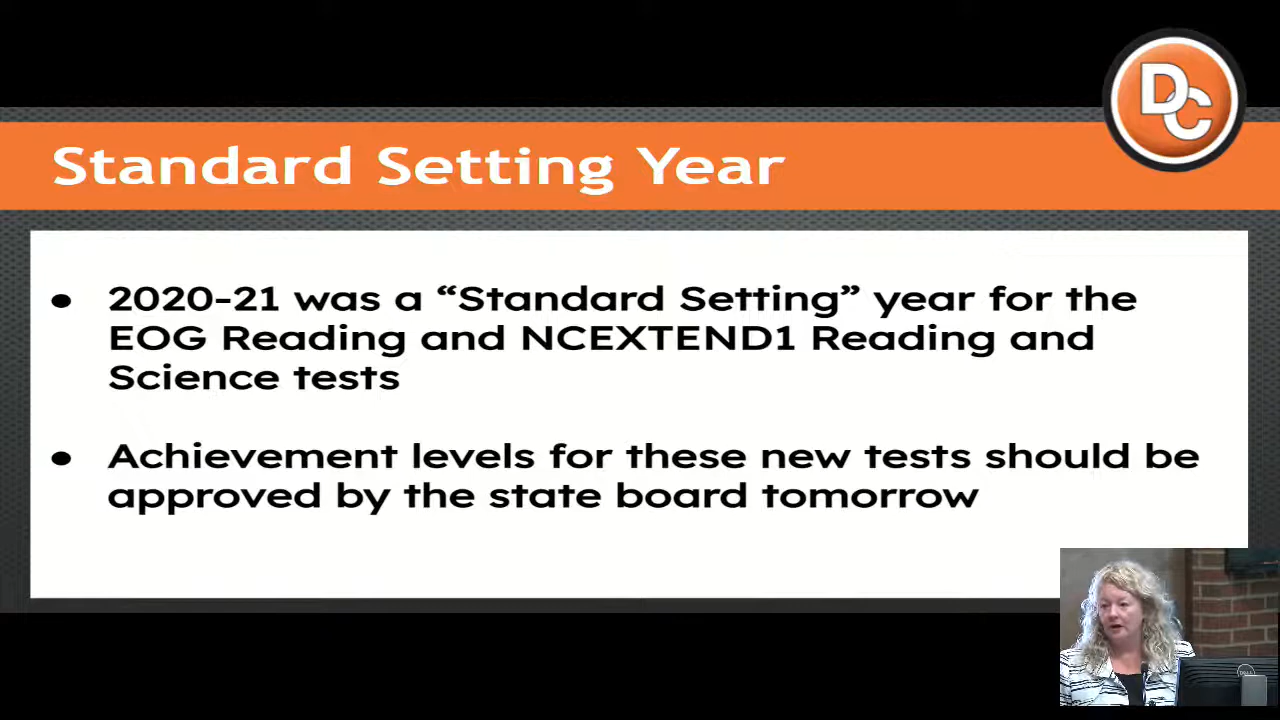 DC
Standard Setting Year
● 2020-21 was a “Standard Setting” year for the
EOG Reading and NCEXTEND1 Reading and
Science tests
● Achievement levels for these new tests should be
approved by the state board tomorrow
DELL